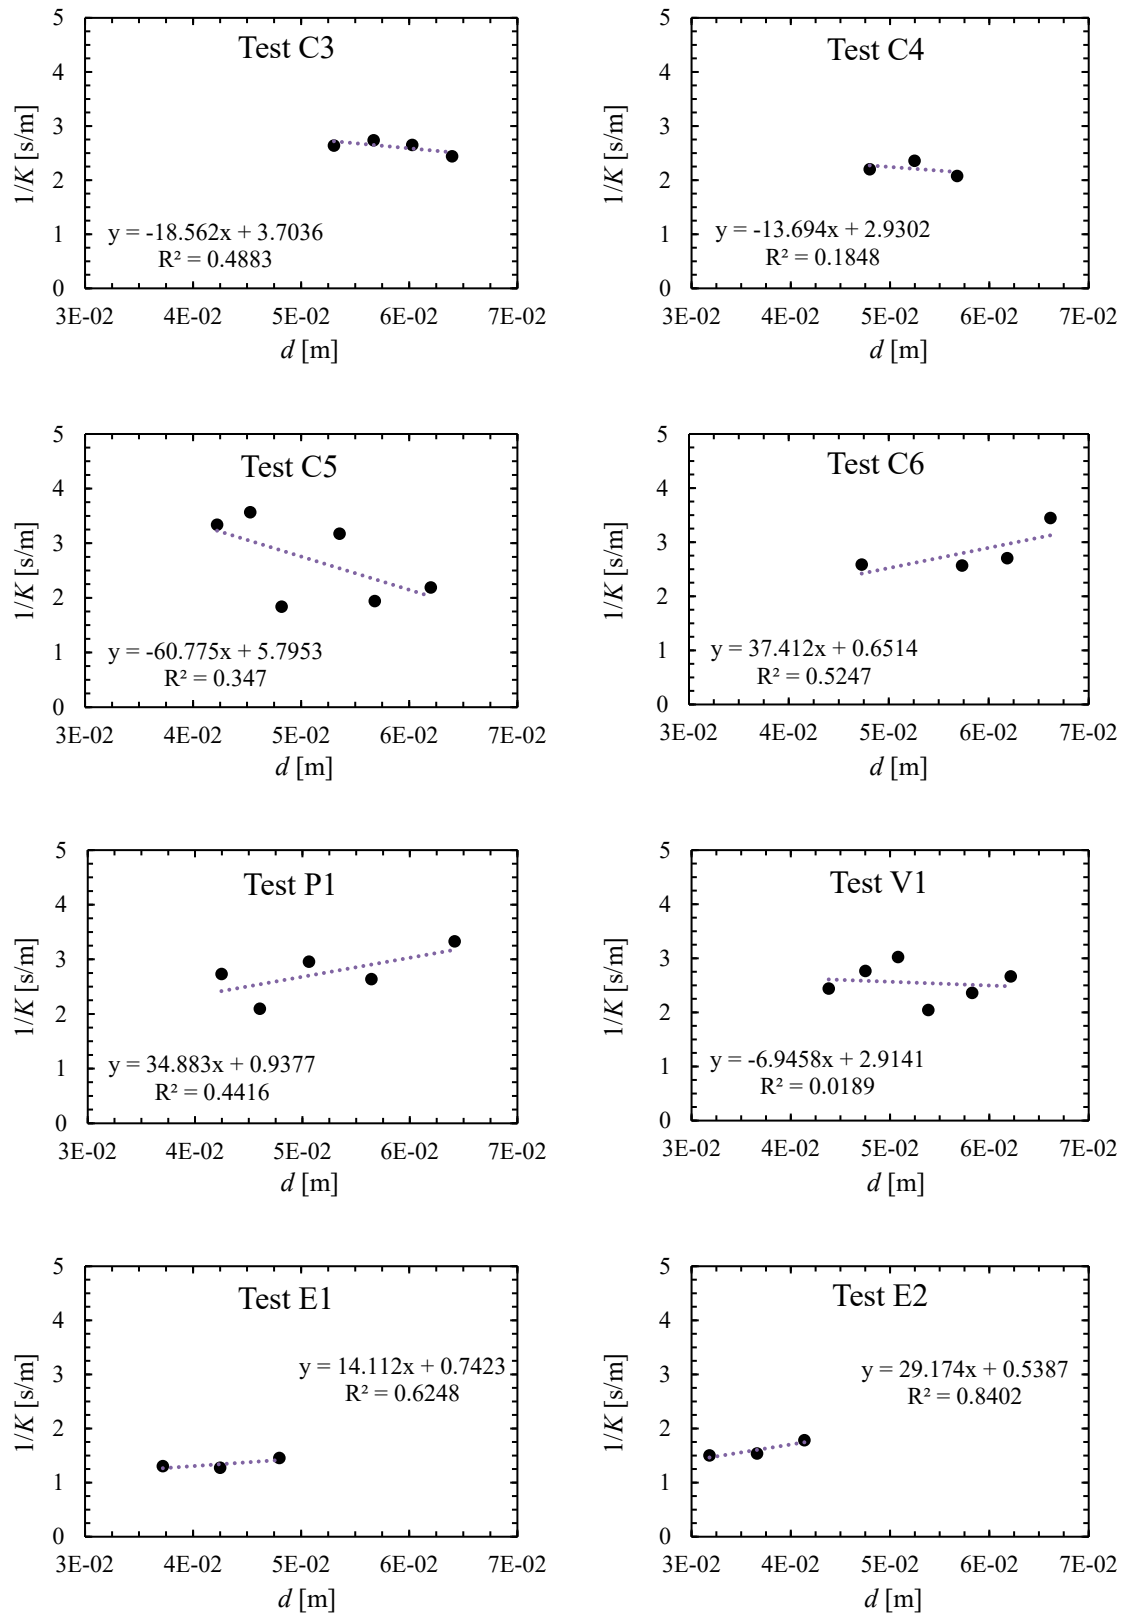 Test C3
1/K [s/m]
5
4
3
2
1
0
y = -18.562x + 3.7036
R² = 0.4883
3E-02 4E-02 5E-02 6E-02 7E-02
d [m]
Test C4
1/K [s/m]
5
4
3
2
1
0
y = -13.694x + 2.9302
R² = 0.1848
3E-02 4E-02 5E-02 6E-02 7E-02
d [m]
Test C5
1/K [s/m]
5
4
3
2
1
0
y = -60.775x + 5.7953
R² = 0.347
3E-02 4E-02 5E-02 6E-02 7E-02
d [m]
Test C6
1/K [s/m]
5
4
3
2
1
0
y = 37.412x + 0.6514
R² = 0.5247
3E-02 4E-02 5E-02 6E-02 7E-02
d [m]
Test P1
1/K [s/m]
5
4
3
2
1
0
y = 34.883x + 0.9377
R² = 0.4416
3E-02 4E-02 5E-02 6E-02 7E-02
d [m]
Test V1
1/K [s/m]
5
4
3
2
1
0
y = -6.9458x + 2.9141
R² = 0.0189
3E-02 4E-02 5E-02 6E-02 7E-02
d [m]
Test E1
1/K [s/m]
5
4
3
2
1
0
y = 14.112x + 0.7423
R² = 0.6248
3E-02 4E-02 5E-02 6E-02 7E-02
d [m]
Test E2
1/K [s/m]
5
4
3
2
1
0
y = 29.174x + 0.5387
R² = 0.8402
3E-02 4E-02 5E-02 6E-02 7E-02
d [m]